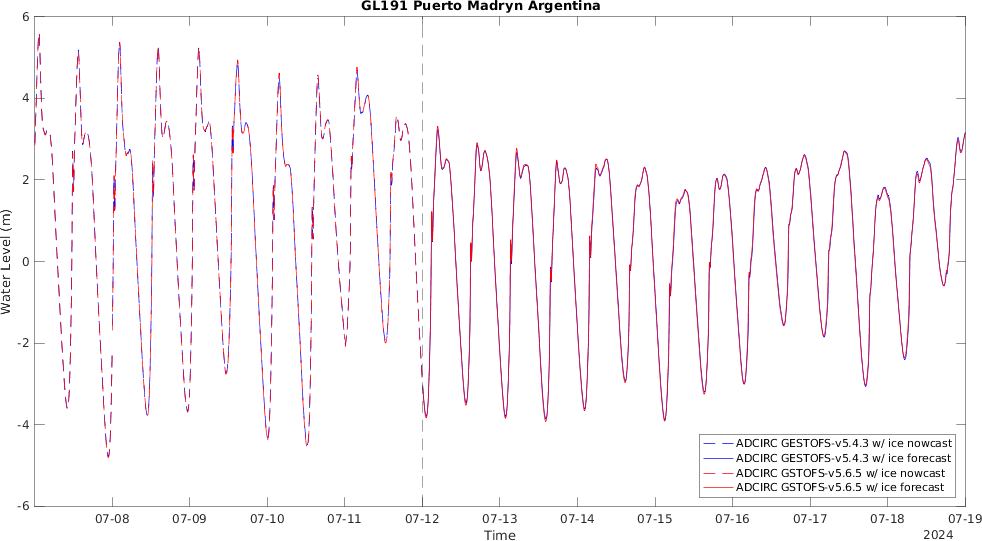 GL191 Puerto Madryn Argentina
6
4
2
0
-2
-4
-6
Water Level (m)
ADCIRC GESTOFS-v5.4.3 w/ ice nowcast
ADCIRC GESTOFS-v5.4.3 w/ ice forecast
ADCIRC GSTOFS-v5.6.5 w/ ice nowcast
ADCIRC GSTOFS-v5.6.5 w/ ice forecast
07-08 07-09 07-10 07-11 07-12 07-13 07-14 07-15 07-16 07-17 07-18 07-19
Time
2024